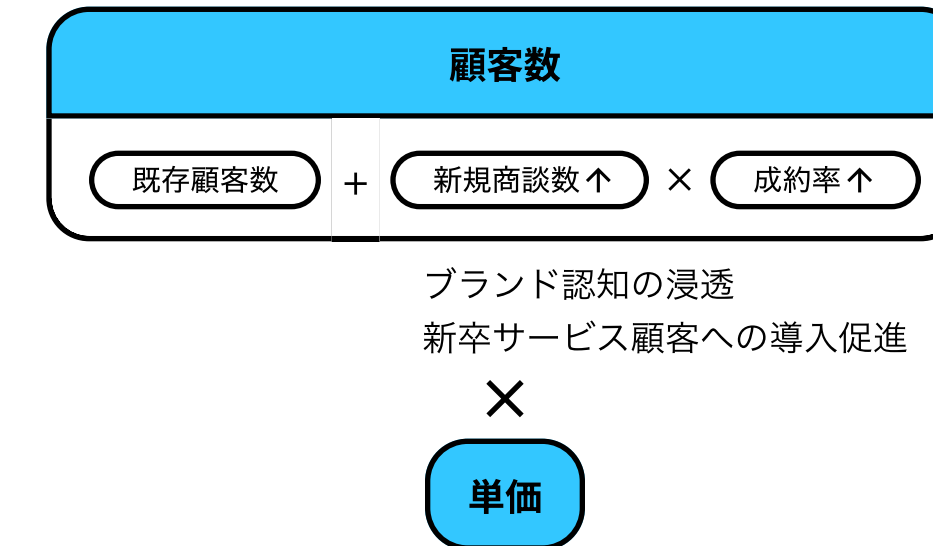 顧客数
既存顧客数 + 新規商談数↑ × 成約率↑
ブランド認知の浸透
新卒サービス顧客への導入促進
×
単価